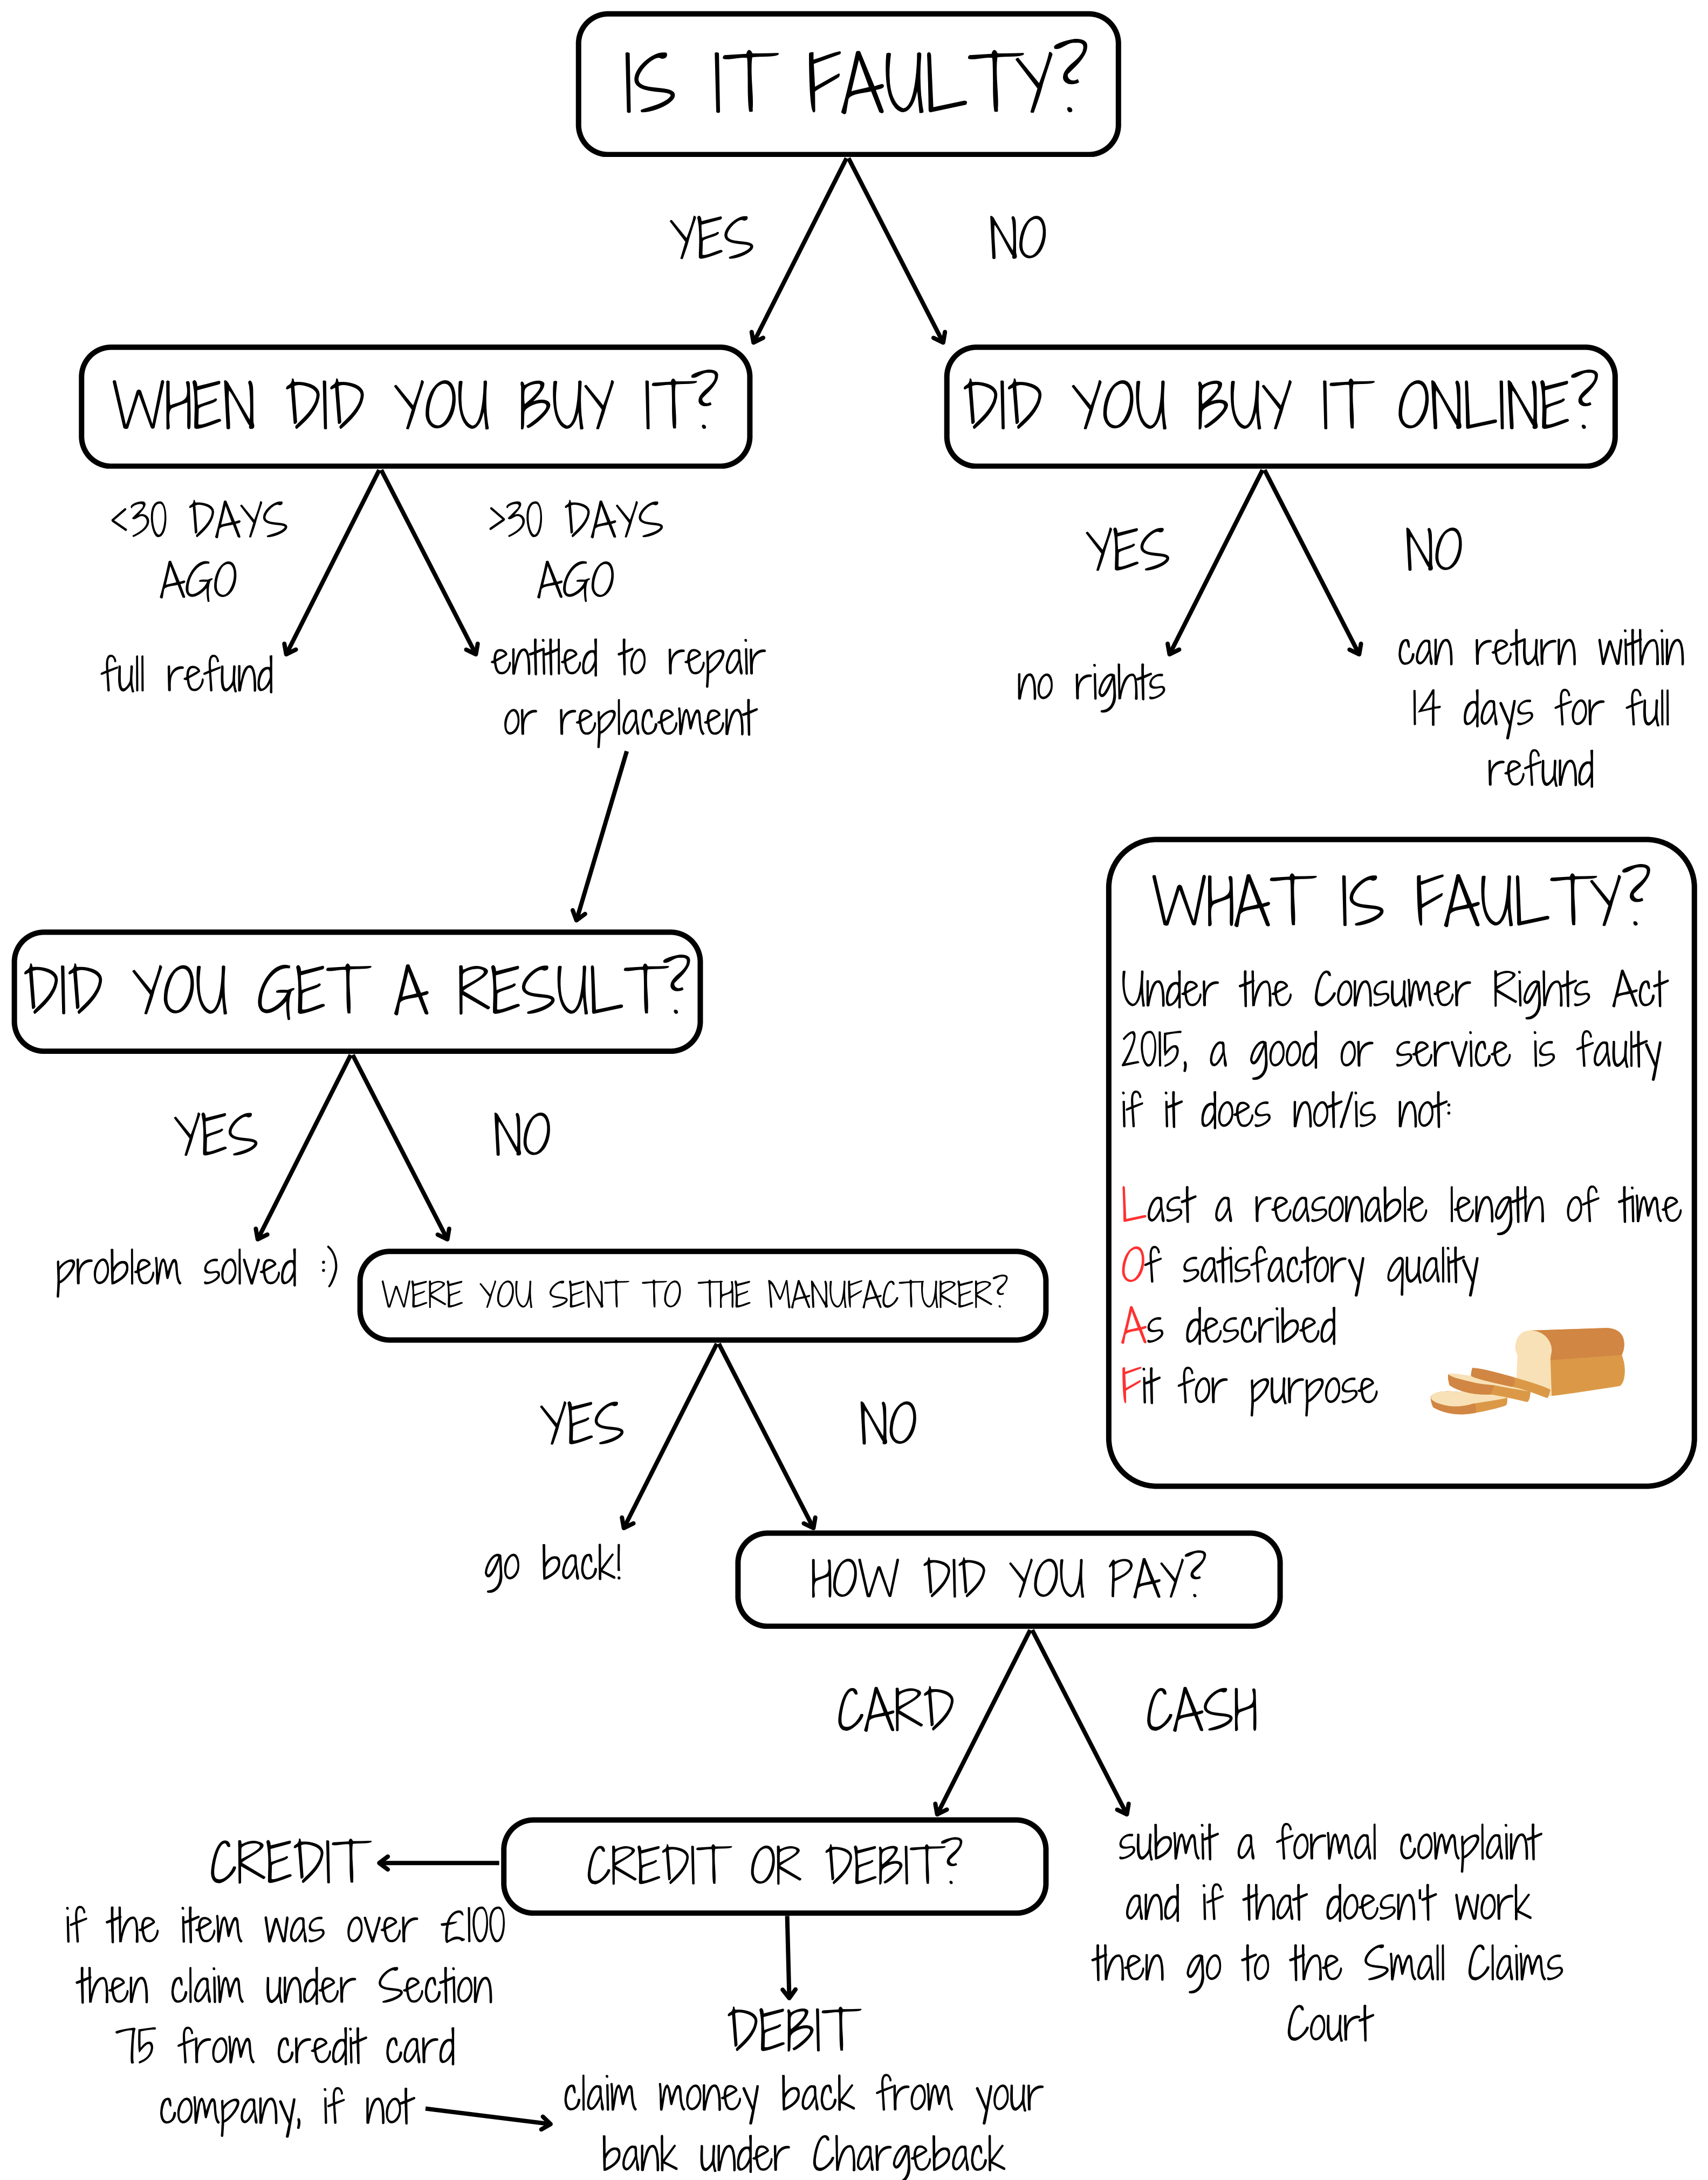 IS IT FAULTY?
YES
NO
WHEN DID YOU BUY IT?
DID YOU BUY IT ONLINE?
<30 DAYS
AGO
>30 DAYS
AGO
YES
NO
full refund
entitled to repair
or replacement
no rights
can return within
14 days for full
refund
WHAT IS FAULTY?
Under the Consumer Rights Act
2015, a good or service is faulty
if it does not/is not:
Last a reasonable length of time
Of satisfactory quality
As described
Fit for purpose
DID YOU GET A RESULT?
YES
NO
problem solved :)
WERE YOU SENT TO THE MANUFACTURER?
YES
NO
go back!
HOW DID YOU PAY?
CARD
CASH
CREDIT OR DEBIT?
submit a formal complaint
and if that doesn't work
then go to the Small Claims
Court
CREDIT
if the item was over £100
then claim under Section
75 from credit card
company, if not
DEBIT
claim money back from your
bank under Chargeback